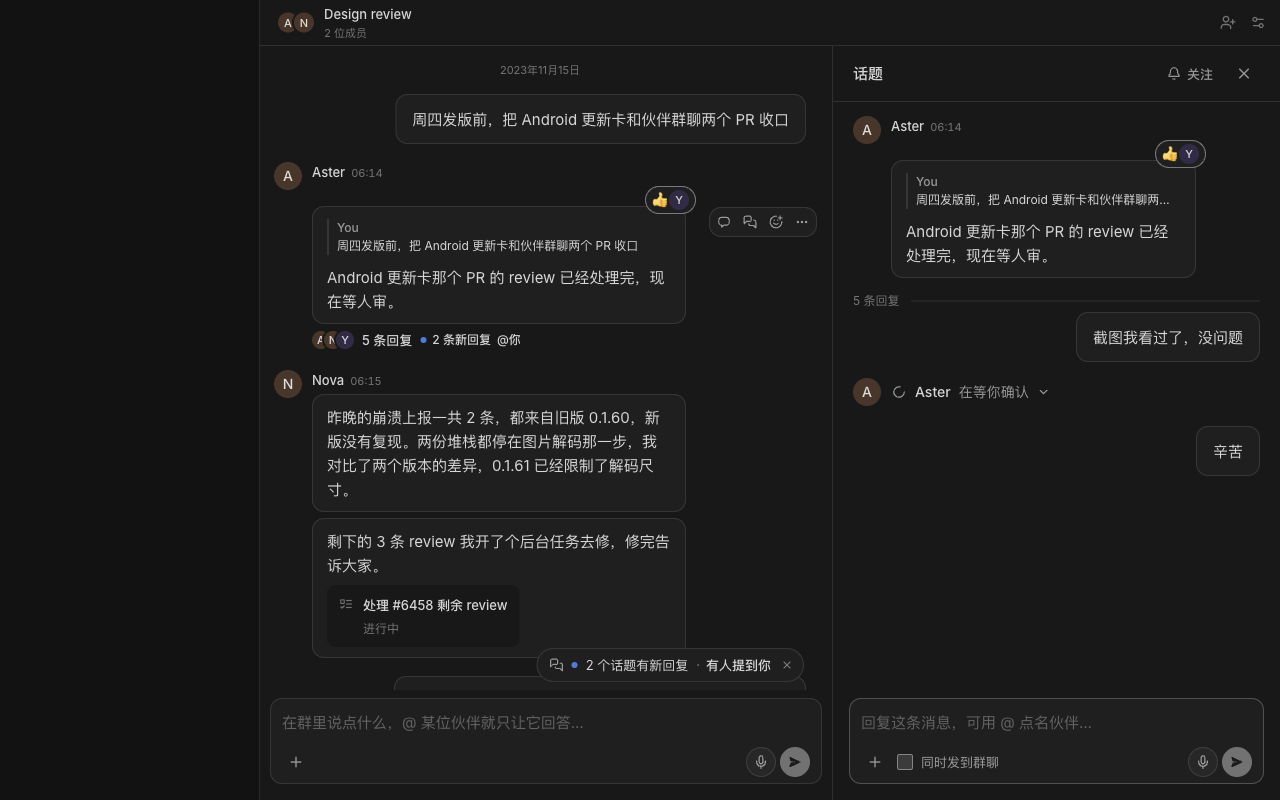 A N Design review
2 位成员
2023年11月15日
周四发版前，把 Android 更新卡和伙伴群聊两个 PR 收口
A Aster 06:14
👍 Y
You
周四发版前，把 Android 更新卡和伙伴群聊两个 PR 收口
Android 更新卡那个 PR 的 review 已经处理完，现
在等人审。
A N Y 5 条回复 2 条新回复 @你
N Nova 06:15
昨晚的崩溃上报一共 2 条，都来自旧版 0.1.60，新
版没有复现。两份堆栈都停在图片解码那一步，我
对比了两个版本的差异，0.1.61 已经限制了解码尺
寸。
剩下的 3 条 review 我开了个后台任务去修，修完告
诉大家。
处理 #6458 剩余 review
进行中
2 个话题有新回复 · 有人提到你
在群里说点什么，@ 某位伙伴就只让它回答...
话题
关注
A Aster 06:14
👍 Y
You
周四发版前，把 Android 更新卡和伙伴群聊两...
Android 更新卡那个 PR 的 review 已经
处理完，现在等人审。
5 条回复
截图我看过了，没问题
A Aster 在等你确认
辛苦
回复这条消息，可用 @ 点名伙伴...
同时发到群聊